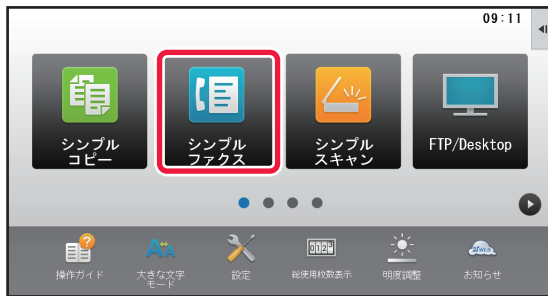 09:11
シンプル
コピー
シンプル
ファクス
シンプル
スキャン
FTP/Desktop
操作ガイド
大きな文字
モード
設定
総使用枚数表示
明度調整
お知らせ